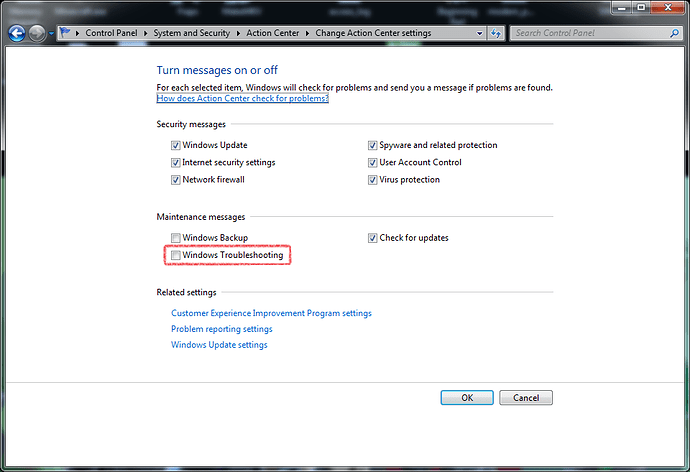 Control Panel System and Security Action Center Change Action Center settings
Search Control Panel
Turn messages on or off
For each selected item, Windows will check for problems and send you a message if problems are found.
How does Action Center check for problems?
Security messages
Windows Update Spyware and related protection
Internet security settings User Account Control
Network firewall Virus protection
Maintenance messages
Windows Backup Check for updates
Windows Troubleshooting
Related settings
Customer Experience Improvement Program settings
Problem reporting settings
Windows Update settings
OK Cancel